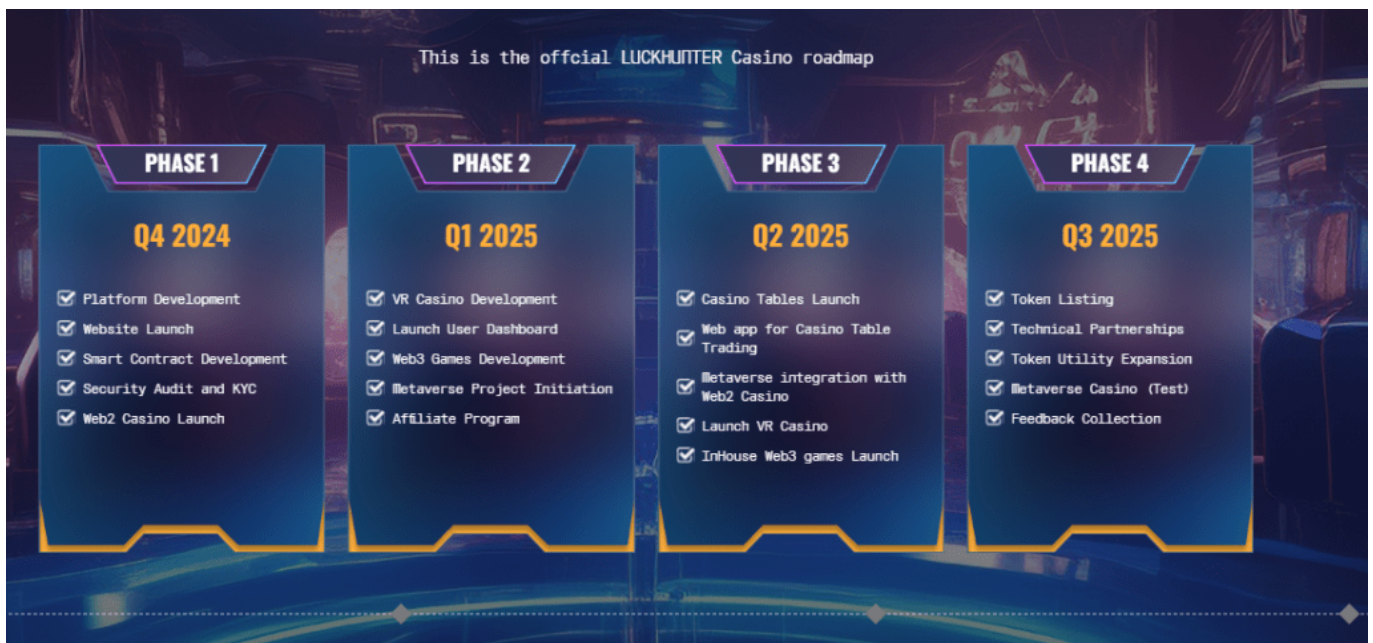 This is the offcial LUCKHUNTER Casino roadmap
PHASE 1
Q4 2024
Platform Development
Website Launch
Smart Contract Development
Security Audit and KYC
Web2 Casino Launch
PHASE 2
Q1 2025
VR Casino Development
Launch User Dashboard
Web3 Games Development
Metaverse Project Initiation
Affiliate Program
PHASE 3
Q2 2025
Casino Tables Launch
Web app for Casino Table
Trading
Metaverse integration with
Web2 Casino
Launch VR Casino
InHouse Web3 games Launch
PHASE 4
Q3 2025
Token Listing
Technical Partnerships
Token Utility Expansion
Metaverse Casino (Test)
Feedback Collection